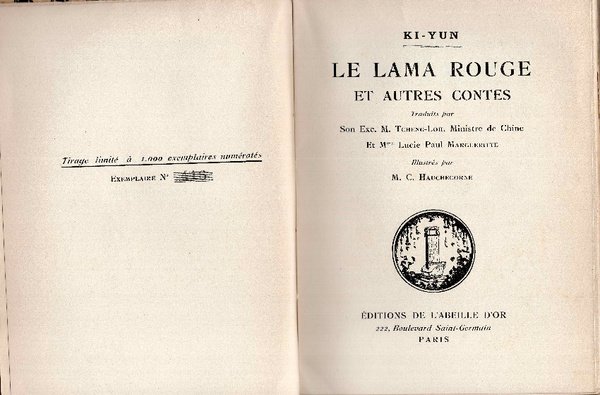 Tirage limité à 1.000 exemplaires numérotés
EXEMPLAIRE N°
KI-YUN
LE LAMA ROUGE
ET AUTRES CONTES
Traduits par
Son Exc. M. TCHENG-LOH, Ministre de Chine
Et Mme Lucie Paul MARGUERITTE
Illustrés par
M. C. HAUCHECORNE
ÉDITIONS DE L'ABEILLE D'OR
222, Boulevard Saint-Germain
PARIS